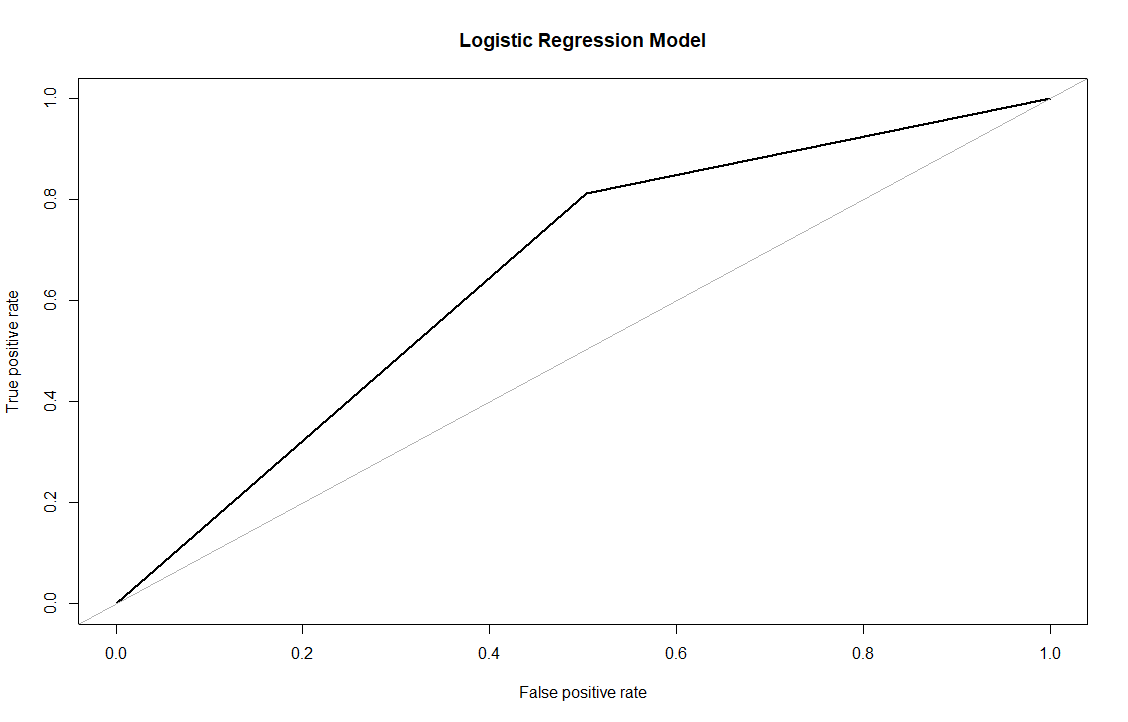 Logistic Regression Model
True positive rate
1.0
0.8
0.6
0.4
0.2
0.0
0.0 0.2 0.4 0.6 0.8 1.0
False positive rate